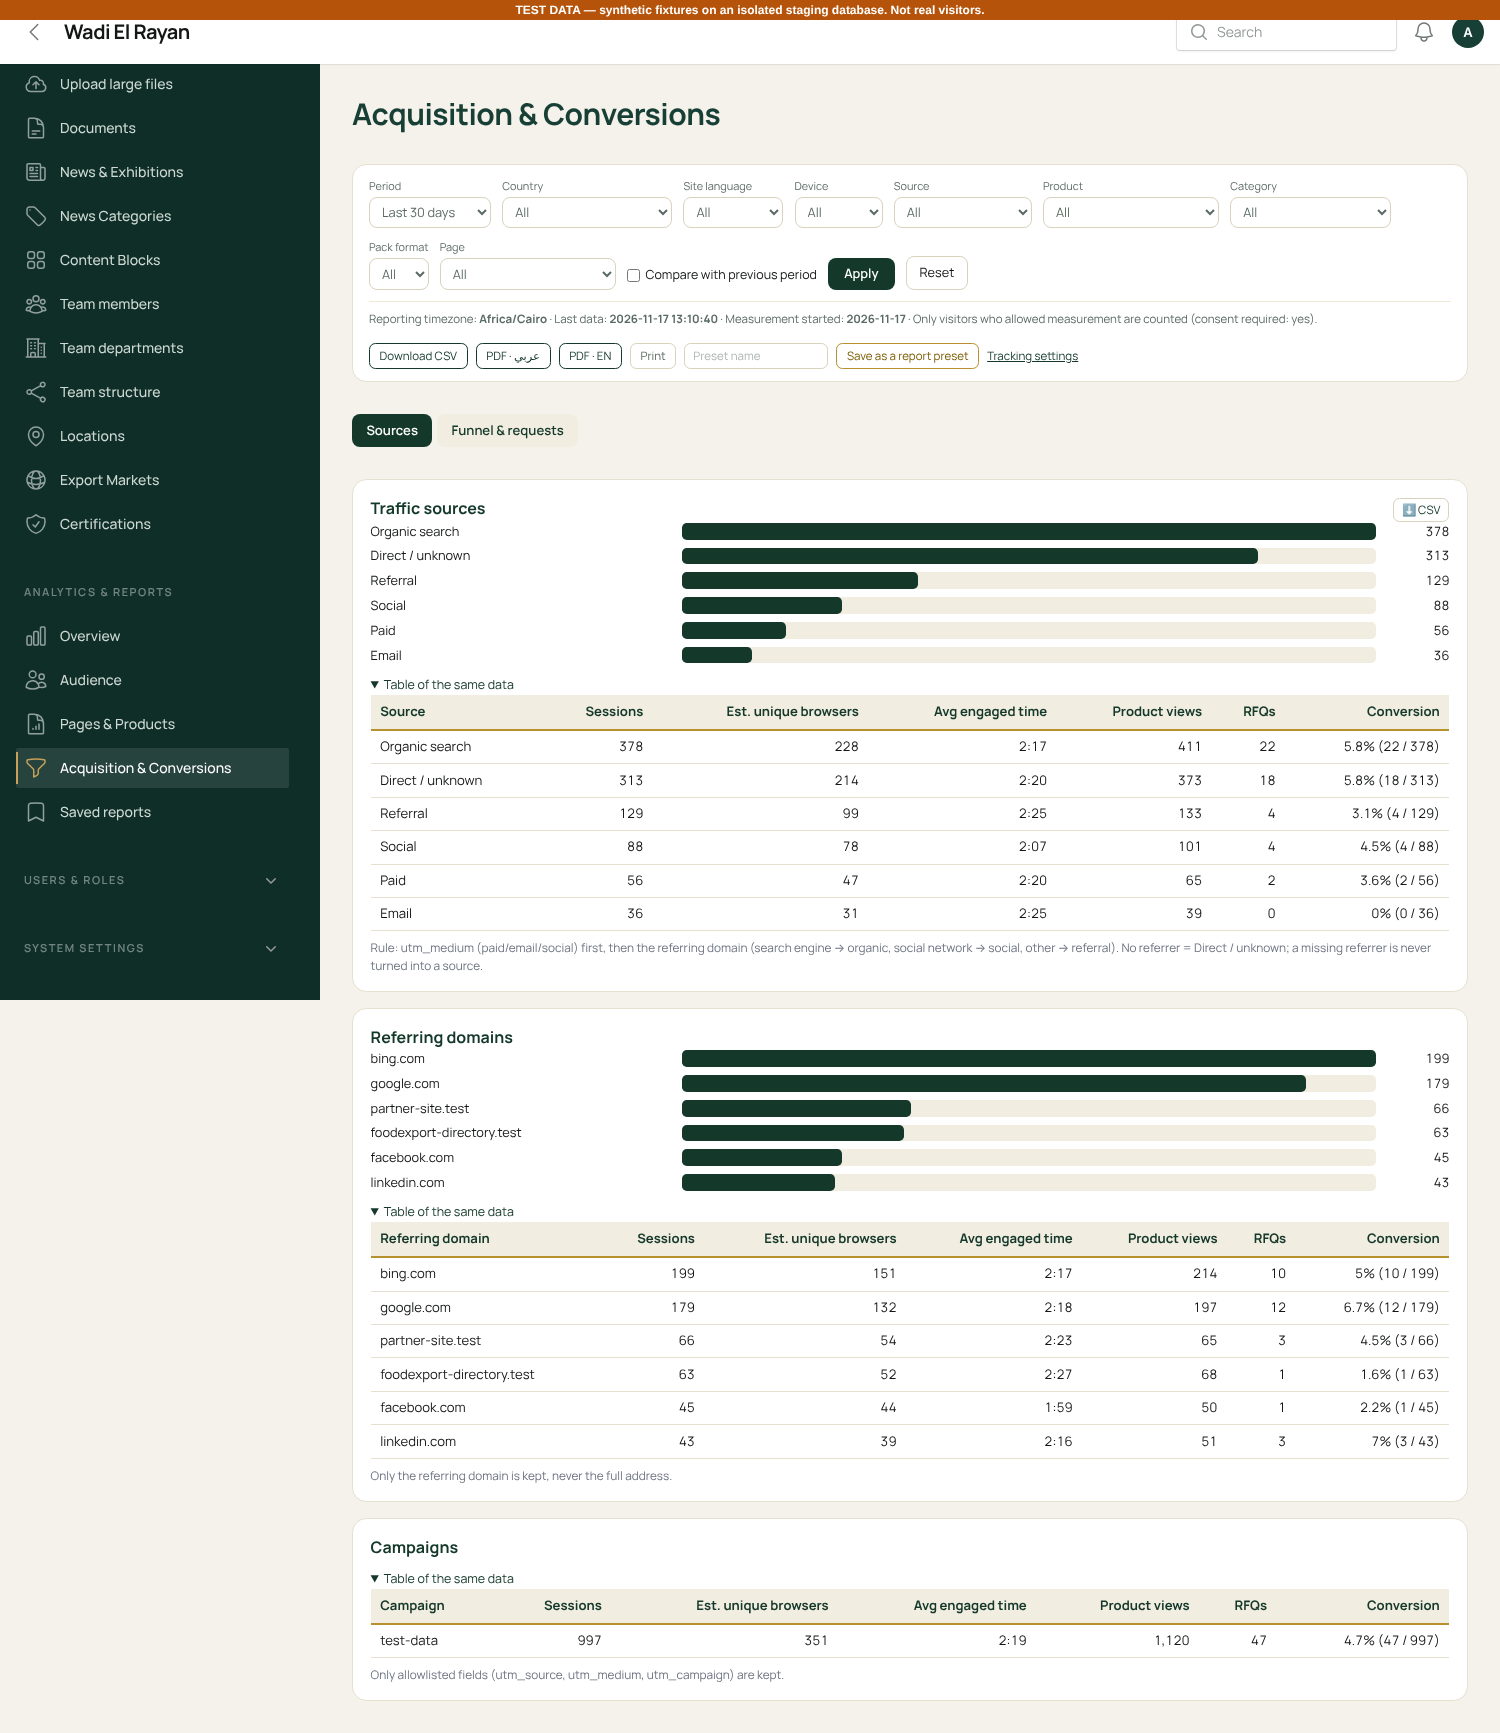 TEST DATA — synthetic fixtures on an isolated staging database. Not real visitors.
Wadi El Rayan
Search
A
Upload large files
Documents
News & Exhibitions
News Categories
Content Blocks
Team members
Team departments
Team structure
Locations
Export Markets
Certifications
ANALYTICS & REPORTS
Overview
Audience
Pages & Products
Acquisition & Conversions
Saved reports
USERS & ROLES
SYSTEM SETTINGS
Acquisition & Conversions
Period Country Site language Device Source Product Category
Last 30 days All All All All All All
Pack format Page
All All Compare with previous period Apply Reset
Reporting timezone: Africa/Cairo · Last data: 2026-11-17 13:10:40 · Measurement started: 2026-11-17 · Only visitors who allowed measurement are counted (consent required: yes).
Download CSV PDF · عربي PDF · EN Print Preset name Save as a report preset Tracking settings
Sources Funnel & requests
Traffic sources
⬇️CSV
Organic search 378
Direct / unknown 313
Referral 129
Social 88
Paid 56
Email 36
▼ Table of the same data
Source Sessions Est. unique browsers Avg engaged time Product views RFQs Conversion
Organic search 378 228 2:17 411 22 5.8% (22 / 378)
Direct / unknown 313 214 2:20 373 18 5.8% (18 / 313)
Referral 129 99 2:25 133 4 3.1% (4 / 129)
Social 88 78 2:07 101 4 4.5% (4 / 88)
Paid 56 47 2:20 65 2 3.6% (2 / 56)
Email 36 31 2:25 39 0 0% (0 / 36)
Rule: utm_medium (paid/email/social) first, then the referring domain (search engine → organic, social network → social, other → referral). No referrer = Direct / unknown; a missing referrer is never
turned into a source.
Referring domains
bing.com 199
google.com 179
partner-site.test 66
foodexport-directory.test 63
facebook.com 45
linkedin.com 43
▼ Table of the same data
Referring domain Sessions Est. unique browsers Avg engaged time Product views RFQs Conversion
bing.com 199 151 2:17 214 10 5% (10 / 199)
google.com 179 132 2:18 197 12 6.7% (12 / 179)
partner-site.test 66 54 2:23 65 3 4.5% (3 / 66)
foodexport-directory.test 63 52 2:27 68 1 1.6% (1 / 63)
facebook.com 45 44 1:59 50 1 2.2% (1 / 45)
linkedin.com 43 39 2:16 51 3 7% (3 / 43)
Only the referring domain is kept, never the full address.
Campaigns
▼ Table of the same data
Campaign Sessions Est. unique browsers Avg engaged time Product views RFQs Conversion
test-data 997 351 2:19 1,120 47 4.7% (47 / 997)
Only allowlisted fields (utm_source, utm_medium, utm_campaign) are kept.